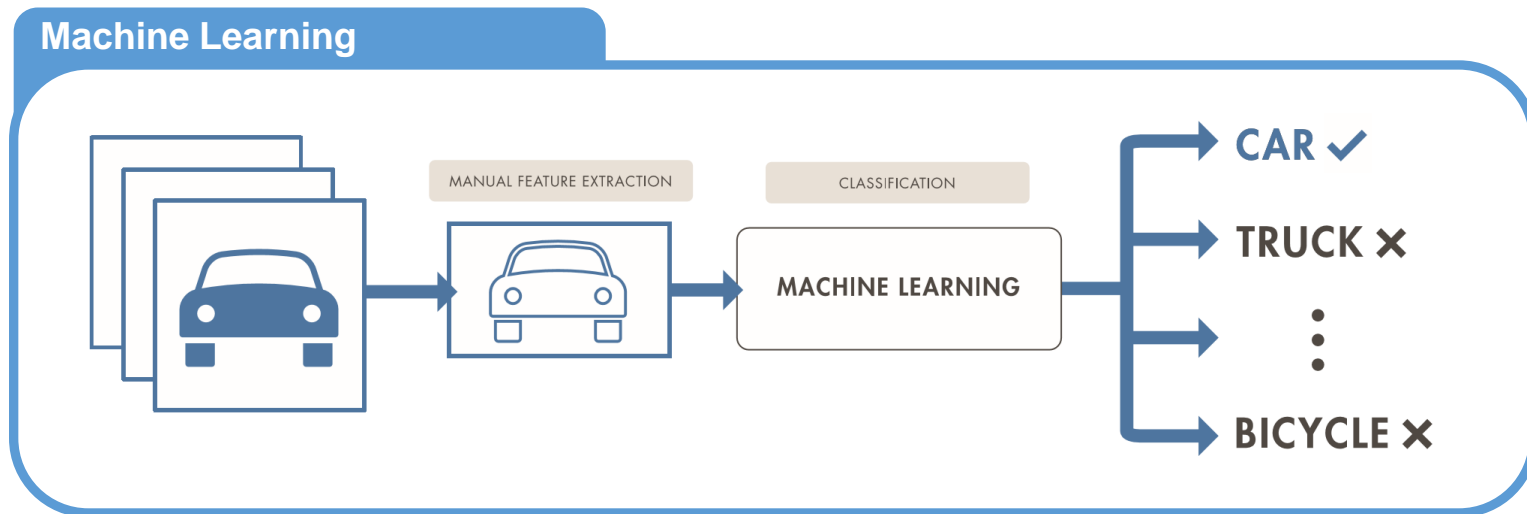 Machine Learning
MANUAL FEATURE EXTRACTION
CLASSIFICATION
MACHINE LEARNING
CAR
TRUCK
BICYCLE